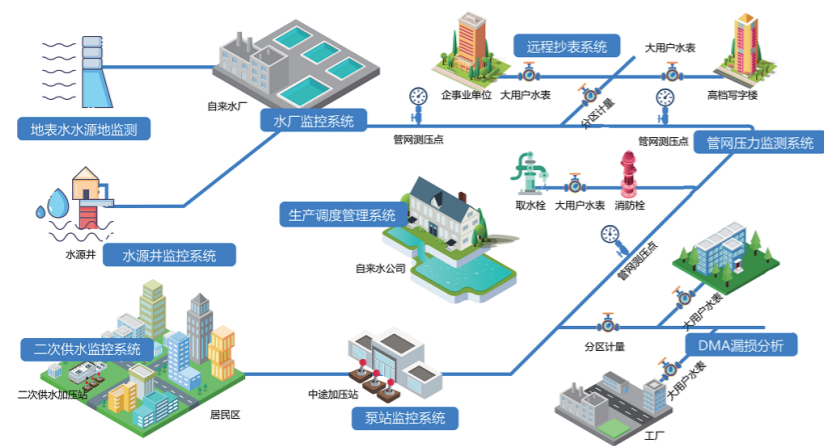 远程抄表系统
大用户水表
企事业单位
大用户水表
高档写字楼
自来水厂
分区计量
地表水水源地监测
水厂监控系统
管网测压点
管网测压点
管网压力监测系统
取水栓
大用户水表
消防栓
生产调度管理系统
水源井
水源井监控系统
自来水公司
管网测压点
大用户水表
二次供水监控系统
分区计量
DMA漏损分析
大用户水表
二次供水加压站
居民区
中途加压站
泵站监控系统
工厂